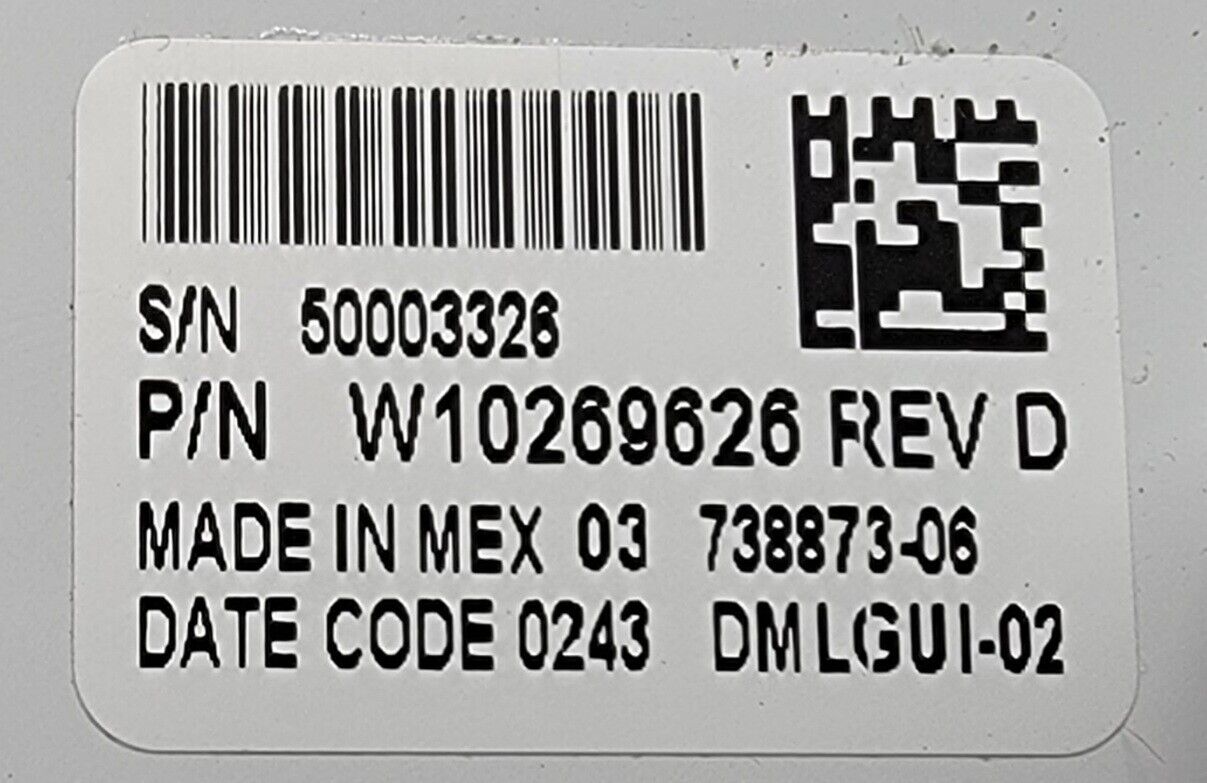 S/N 50003326
P/N W10269626 REV D
MADE IN MEX 03 738873-06
DATE CODE 0243 DMLGUI-02